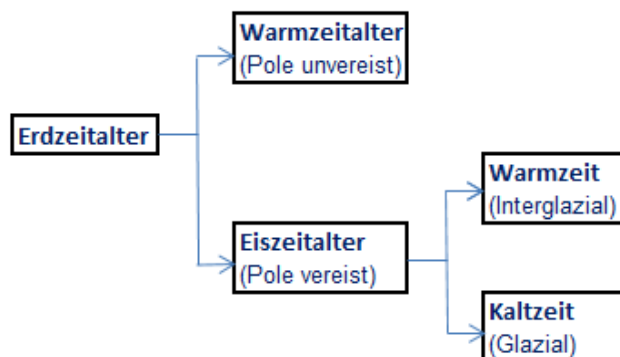 Warmzeitalter
(Pole unvereist)
Erdzeitalter
Warmzeit
(Interglazial)
Eiszeitalter
(Pole vereist)
Kaltzeit
(Glazial)